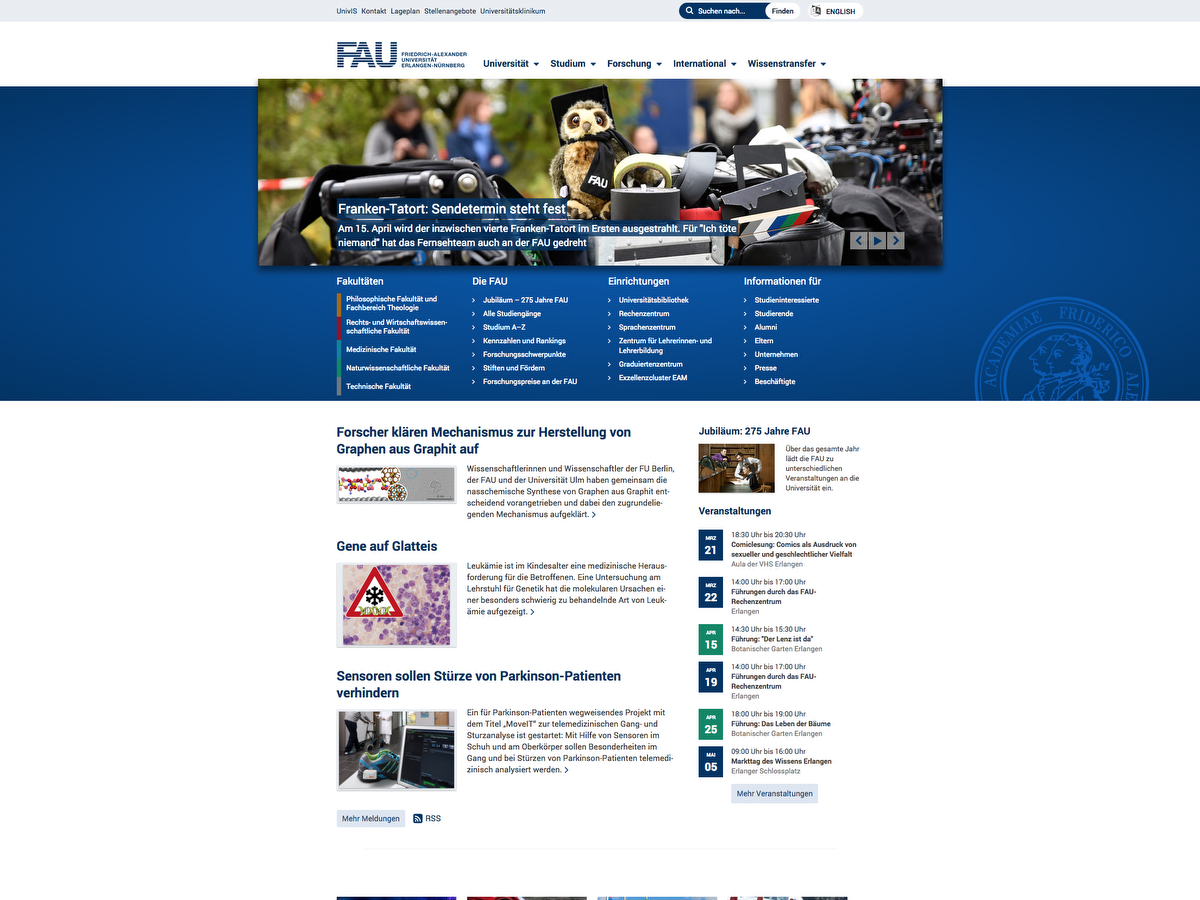 UnivIS Kontakt Lageplan Stellenangebote Universitätsklinikum
Suchen nach...
Finden
ENGLISH
FAU
FRIEDRICH-ALEXANDER
UNIVERSITÄT
ERLANGEN-NÜRNBERG
Universität Studium Forschung International Wissenstransfer
FAU
Franken-Tatort: Sendetermin steht fest
Am 15. April wird der inzwischen vierte Franken-Tatort im Ersten ausgestrahlt. Für "Ich töte
niemand" hat das Fernsehteam auch an der FAU gedreht
Fakultäten
Philosophische Fakultät und
Fachbereich Theologie
Rechts- und Wirtschaftswissen-
schaftliche Fakultät
Medizinische Fakultät
Naturwissenschaftliche Fakultät
Technische Fakultät
Die FAU
Jubiläum – 275 Jahre FAU
Alle Studiengänge
Studium A–Z
Kennzahlen und Rankings
Forschungsschwerpunkte
Stiften und Fördern
Forschungspreise an der FAU
Einrichtungen
Universitätsbibliothek
Rechenzentrum
Sprachenzentrum
Zentrum für Lehrerinnen- und
Lehrerbildung
Graduiertenzentrum
Exzellenzcluster EAM
Informationen für
Studieninteressierte
Studierende
Alumni
Eltern
Unternehmen
Presse
Beschäftigte
ACADEMIAE FRIDERICO ALE
Forscher klären Mechanismus zur Herstellung von
Graphen aus Graphit auf
Wissenschaftlerinnen und Wissenschaftler der FU Berlin,
der FAU und der Universität Ulm haben gemeinsam die
nasschemische Synthese von Graphen aus Graphit ent-
scheidend vorangetrieben und dabei den zugrundelie-
genden Mechanismus aufgeklärt.
Gene auf Glatteis
Leukämie ist im Kindesalter eine medizinische Heraus-
forderung für die Betroffenen. Eine Untersuchung am
Lehrstuhl für Genetik hat die molekularen Ursachen ei-
ner besonders schwierig zu behandelnde Art von Leuk-
ämie aufgezeigt.
Sensoren sollen Stürze von Parkinson-Patienten
verhindern
Ein für Parkinson-Patienten wegweisendes Projekt mit
dem Titel „MoveIT" zur telemedizinischen Gang- und
Sturzanalyse ist gestartet: Mit Hilfe von Sensoren im
Schuh und am Oberkörper sollen Besonderheiten im
Gang und bei Stürzen von Parkinson-Patienten telemedi-
zinisch analysiert werden.
Mehr Meldungen
RSS
Jubiläum: 275 Jahre FAU
Über das gesamte Jahr
lädt die FAU zu
unterschiedlichen
Veranstaltungen an die
Universität ein.
Veranstaltungen
MRZ
21
18:30 Uhr bis 20:30 Uhr
Comiclesung: Comics als Ausdruck von
sexueller und geschlechtlicher Vielfalt
Aula der VHS Erlangen
MRZ
22
14:00 Uhr bis 17:00 Uhr
Führungen durch das FAU-
Rechenzentrum
Erlangen
APR
15
14:30 Uhr bis 15:30 Uhr
Führung: "Der Lenz ist da"
Botanischer Garten Erlangen
APR
19
14:00 Uhr bis 17:00 Uhr
Führungen durch das FAU-
Rechenzentrum
Erlangen
APR
25
18:00 Uhr bis 19:00 Uhr
Führung: Das Leben der Bäume
Botanischer Garten Erlangen
MAI
05
09:00 Uhr bis 16:00 Uhr
Markttag des Wissens Erlangen
Erlanger Schlossplatz
Mehr Veranstaltungen